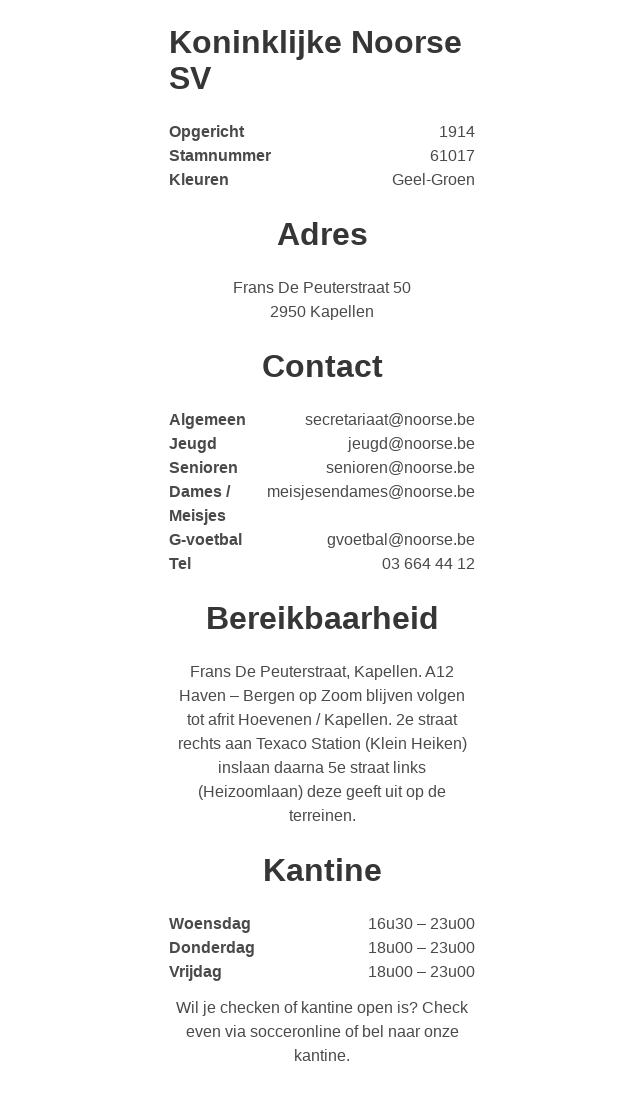 Koninklijke Noorse
SV
Opgericht 1914
Stamnummer 61017
Kleuren Geel-Groen
Adres
Frans De Peuterstraat 50
2950 Kapellen
Contact
Algemeen secretariaat@noorse.be
Jeugd jeugd@noorse.be
Senioren senioren@noorse.be
Dames / meisjesendames@noorse.be
Meisjes
G-voetbal gvoetbal@noorse.be
Tel 03 664 44 12
Bereikbaarheid
Frans De Peuterstraat, Kapellen. A12
Haven – Bergen op Zoom blijven volgen
tot afrit Hoevenen / Kapellen. 2e straat
rechts aan Texaco Station (Klein Heiken)
inslaan daarna 5e straat links
(Heizoomlaan) deze geeft uit op de
terreinen.
Kantine
Woensdag 16u30 – 23u00
Donderdag 18u00 – 23u00
Vrijdag 18u00 – 23u00
Wil je checken of kantine open is? Check
even via socceronline of bel naar onze
kantine.